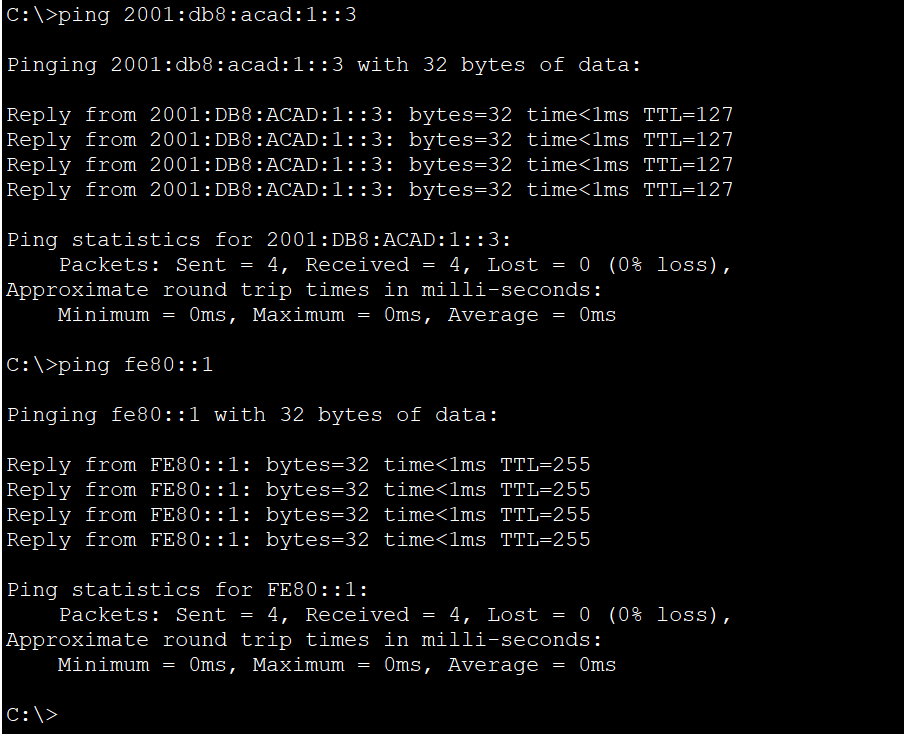 C:\>ping 2001:db8:acad:1::3
Pinging 2001:db8:acad:1::3 with 32 bytes of data:
Reply from 2001:DB8:ACAD:1::3: bytes=32 time<1ms TTL=127
Reply from 2001:DB8:ACAD:1::3: bytes=32 time<1ms TTL=127
Reply from 2001:DB8:ACAD:1::3: bytes=32 time<1ms TTL=127
Reply from 2001:DB8:ACAD:1::3: bytes=32 time<1ms TTL=127
Ping statistics for 2001:DB8:ACAD:1::3:
    Packets: Sent = 4, Received = 4, Lost = 0 (0% loss),
Approximate round trip times in milli-seconds:
    Minimum = 0ms, Maximum = 0ms, Average = 0ms
C:\>ping fe80::1
Pinging fe80::1 with 32 bytes of data:
Reply from FE80::1: bytes=32 time<1ms TTL=255
Reply from FE80::1: bytes=32 time<1ms TTL=255
Reply from FE80::1: bytes=32 time<1ms TTL=255
Reply from FE80::1: bytes=32 time<1ms TTL=255
Ping statistics for FE80::1:
    Packets: Sent = 4, Received = 4, Lost = 0 (0% loss),
Approximate round trip times in milli-seconds:
    Minimum = 0ms, Maximum = 0ms, Average = 0ms
C:\>